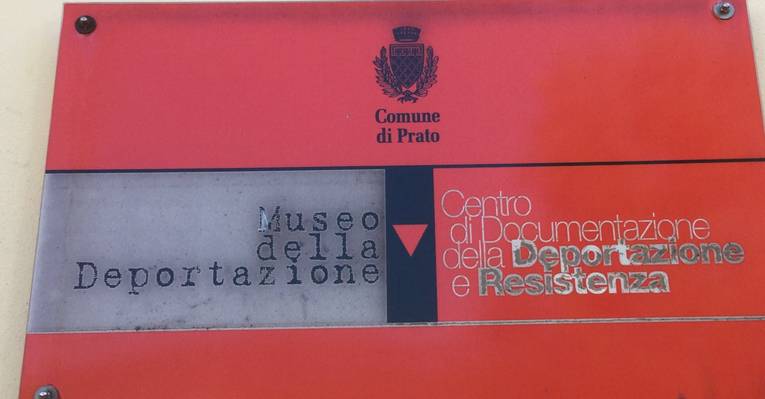 Comune
di Prato
Museo
della
Deportazione
Centro
di Documentazione
della Deportazione
e Resistenza